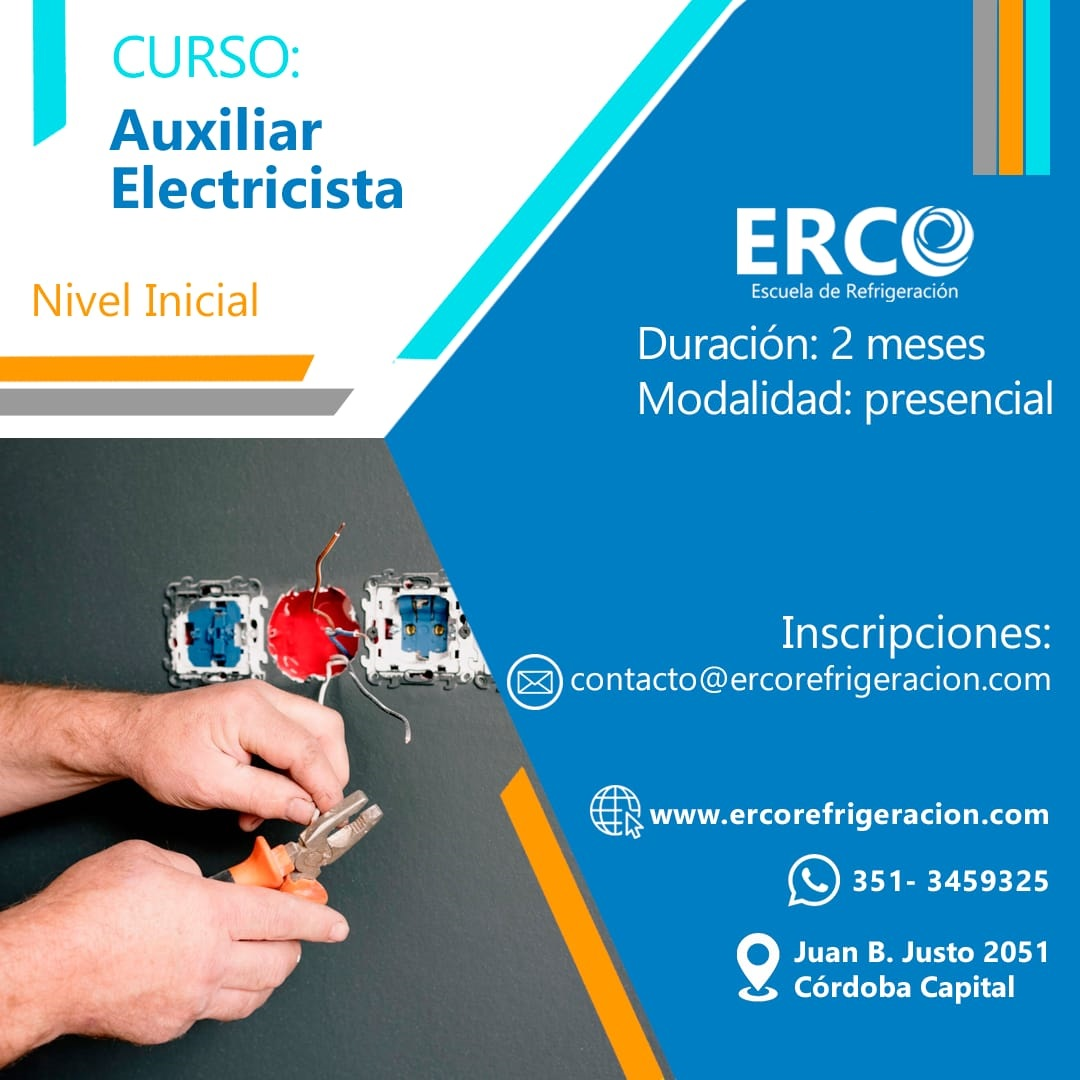 CURSO:
Auxiliar
Electricista
Nivel Inicial
ERCO
Escuela de Refrigeración
Duración: 2 meses
Modalidad: presencial
Inscripciones:
contacto@ercorefrigeracion.com
www.ercorefrigeracion.com
351- 3459325
Juan B. Justo 2051
Córdoba Capital